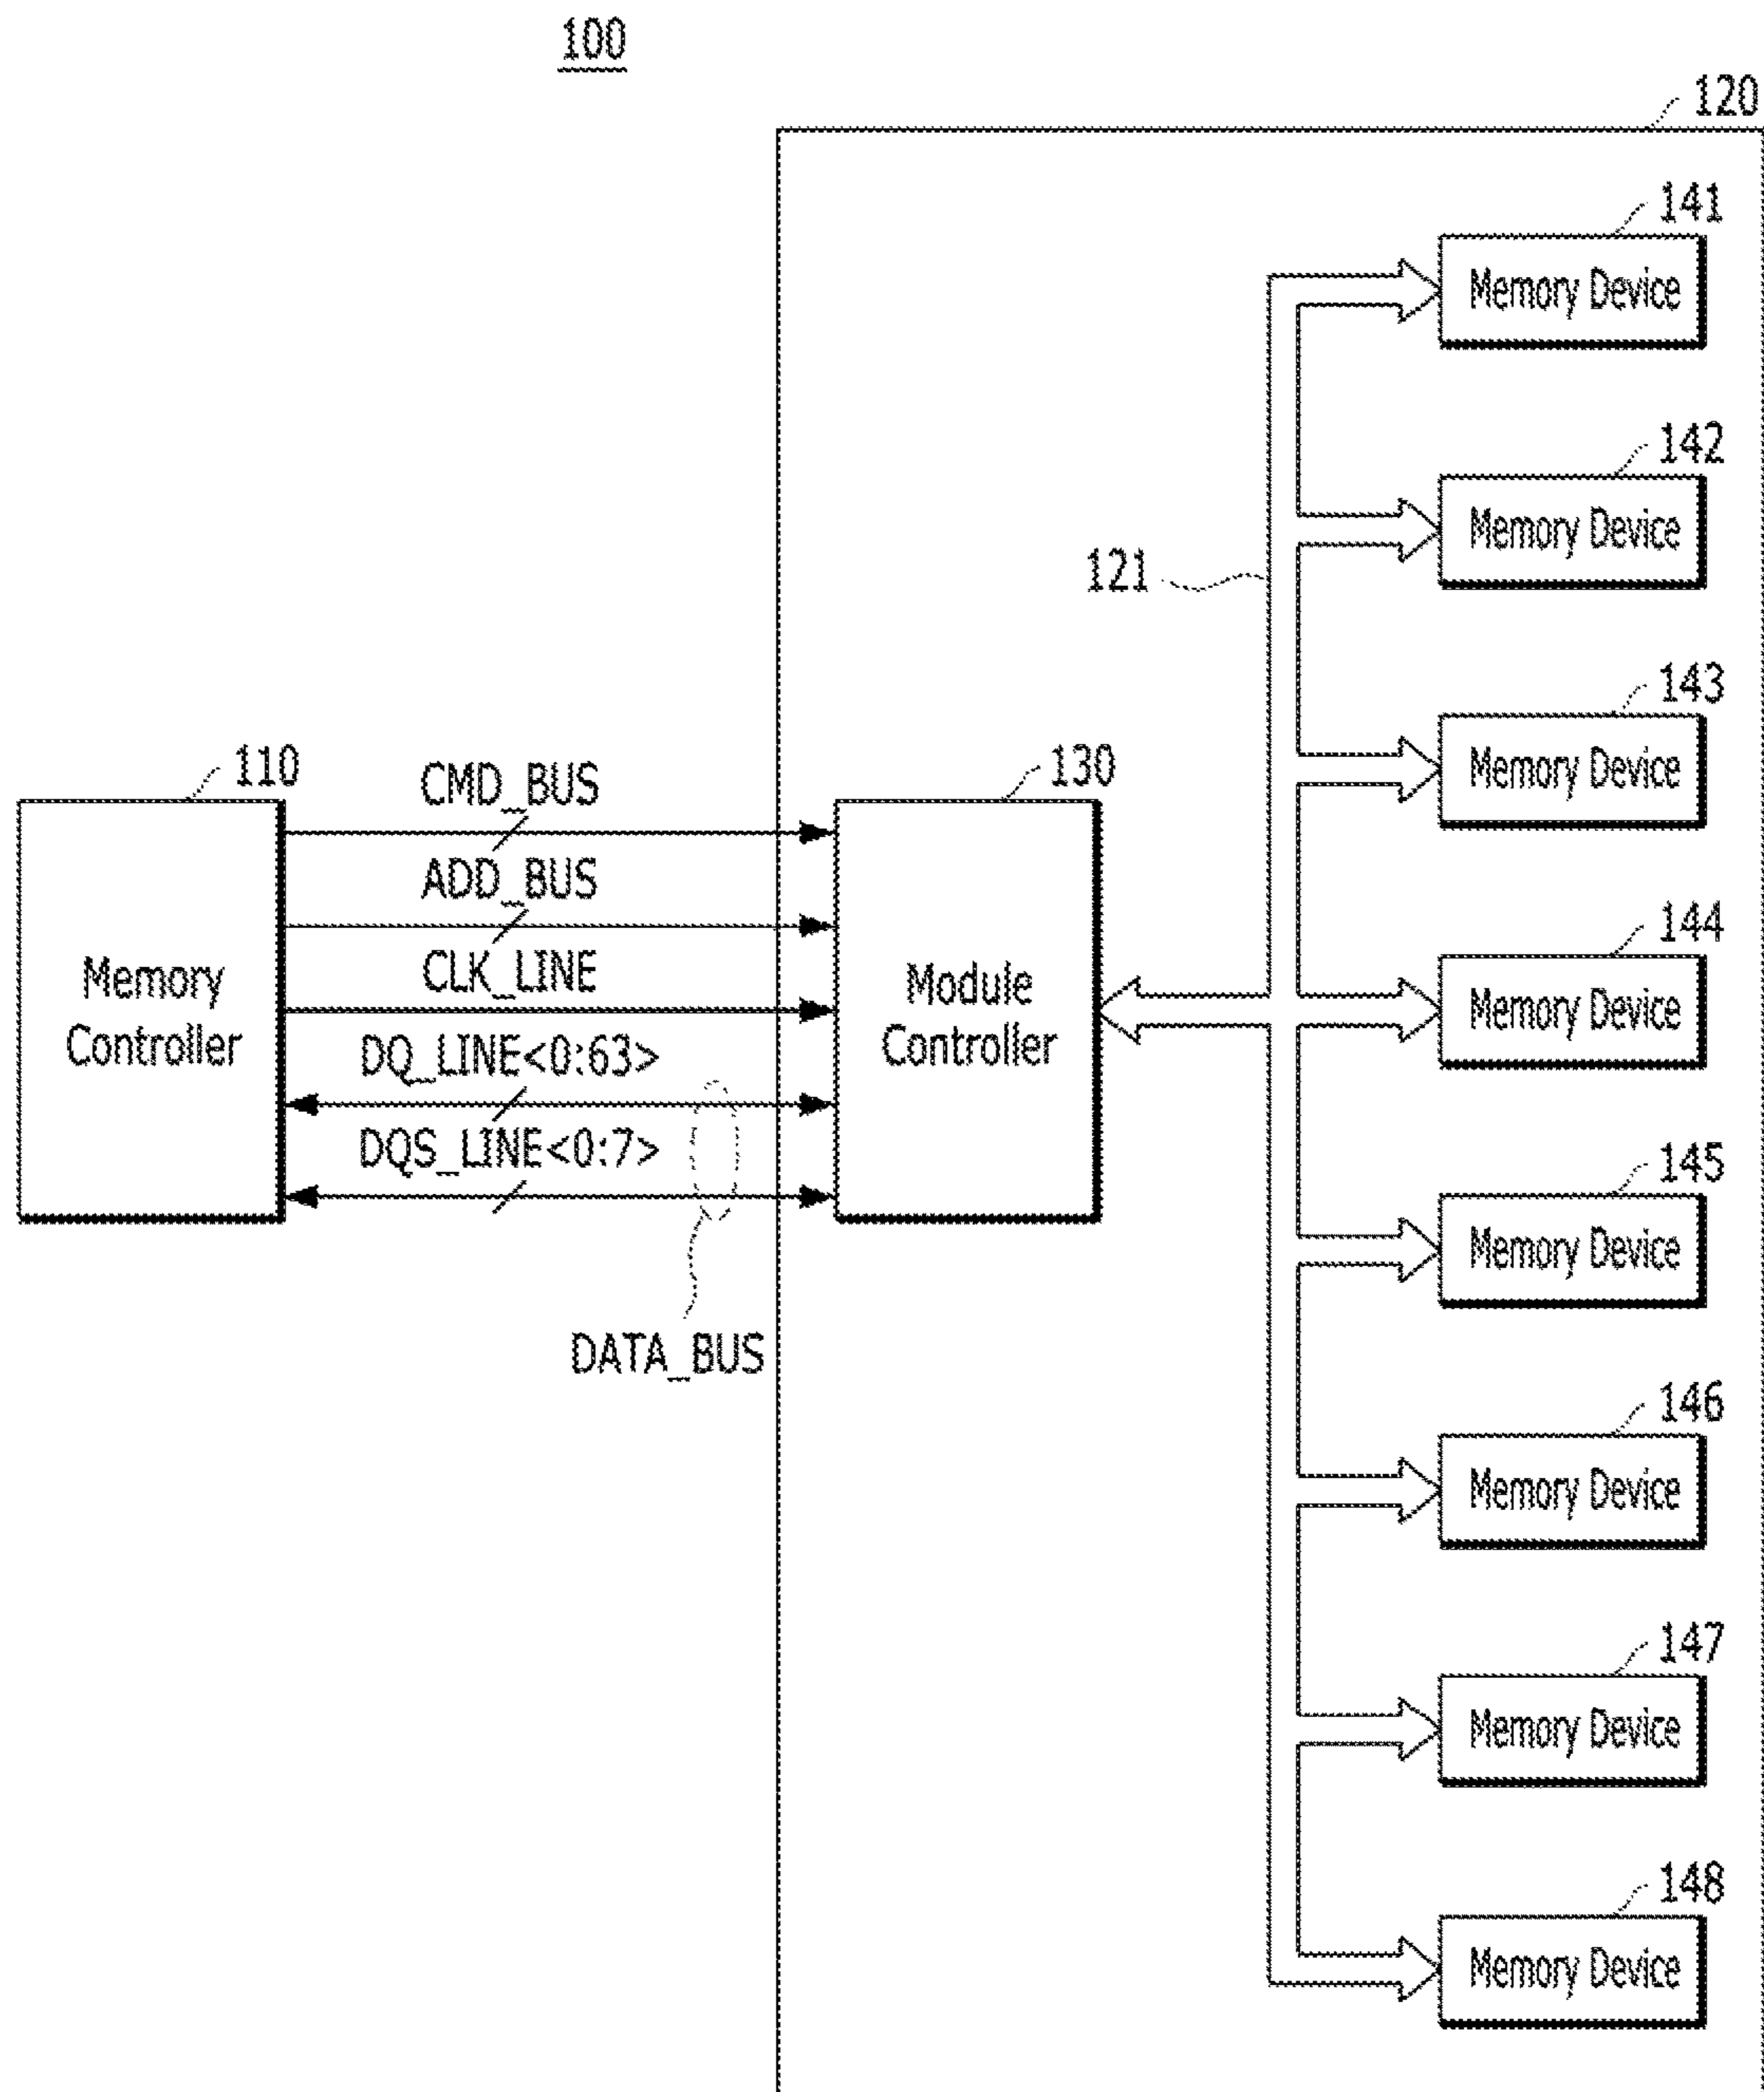 100
120
141
Memory Device
142
Memory Device
121
143
Memory Device
110
CMD_BUS
130
ADD_BUS
144
CLK_LINE
Memory
Controller
Module
Controller
Memory Device
DQ_LINE<0:63>
DQS_LINE<0:7>
145
Memory Device
DATA_BUS
146
Memory Device
147
Memory Device
148
Memory Device